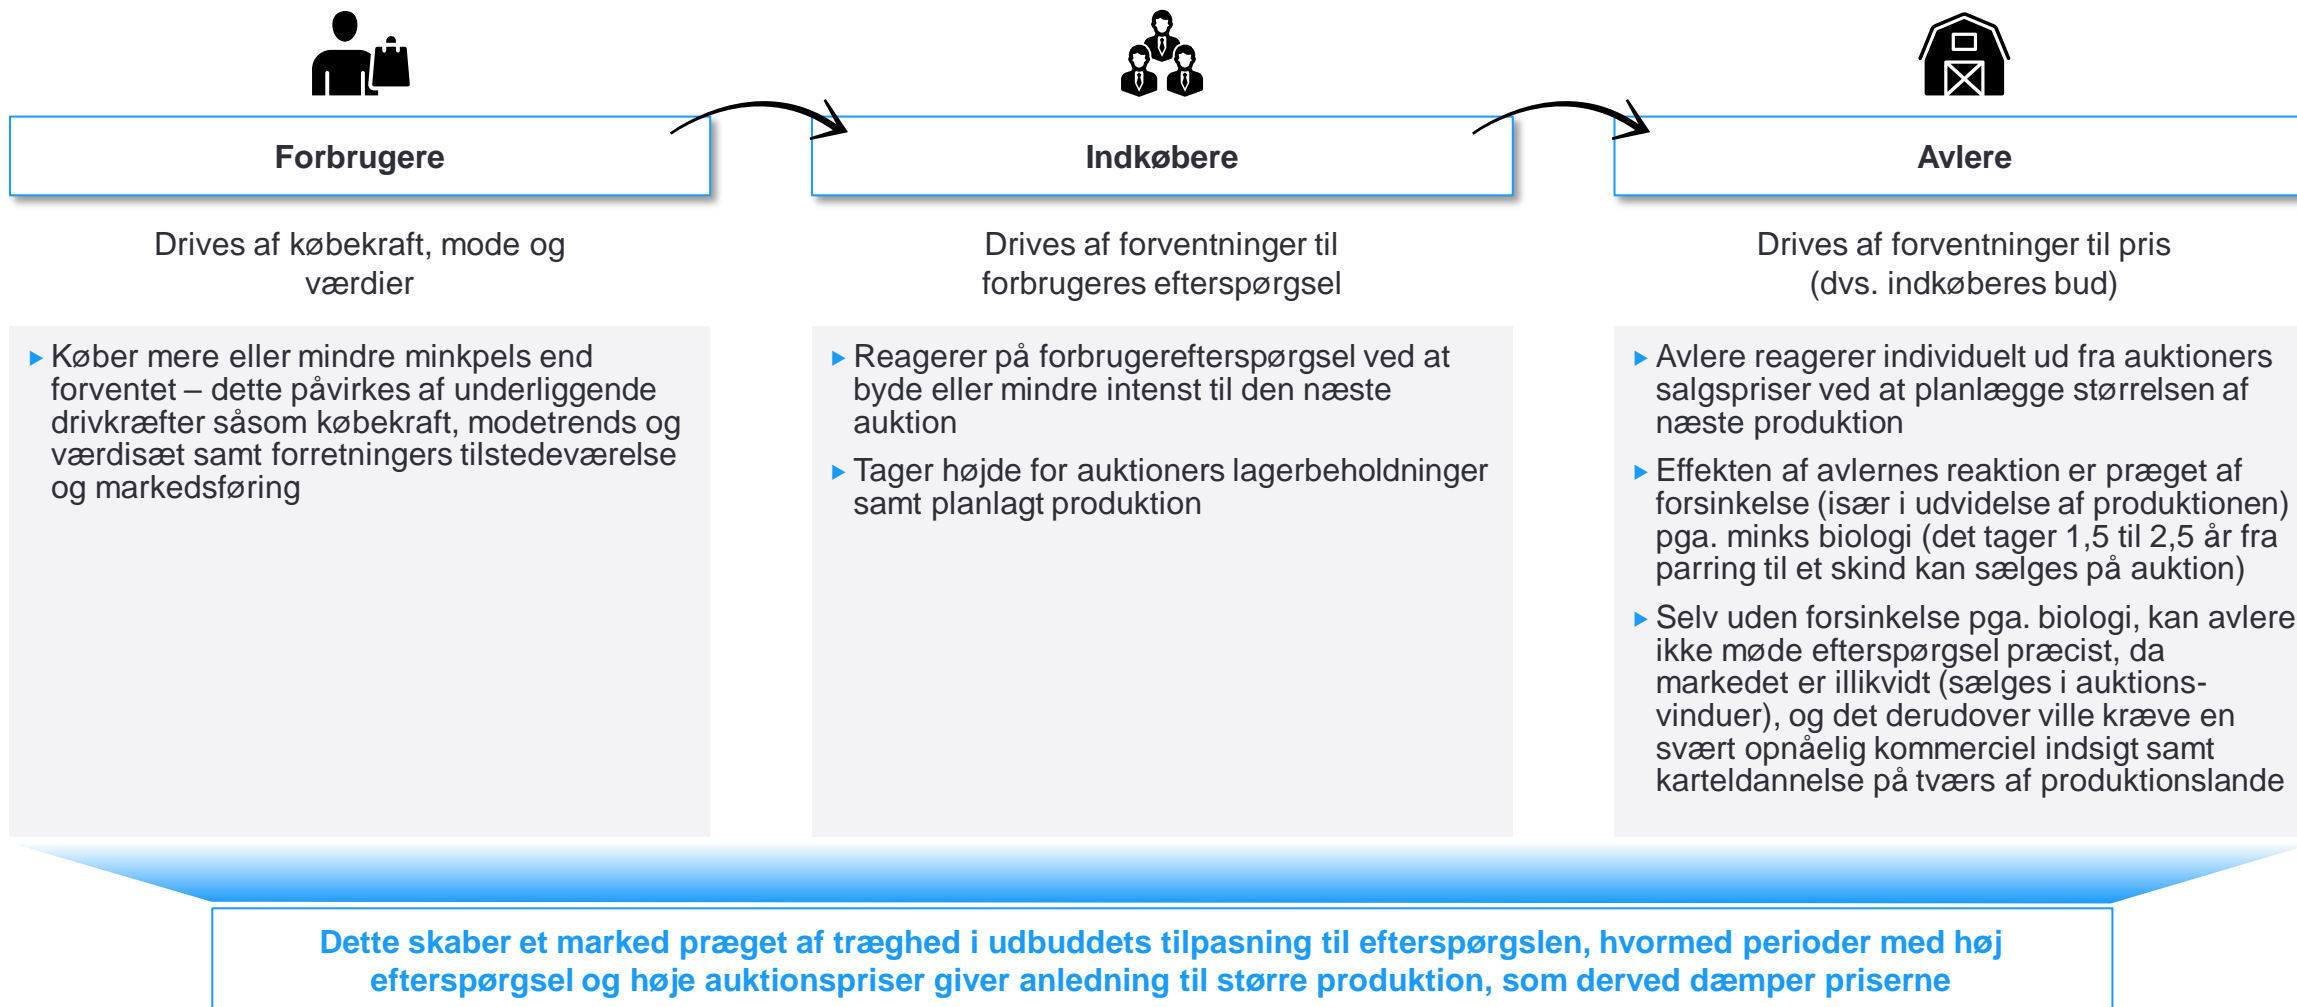 Forbrugere
Drives af købekraft, mode og
værdier
Køber mere eller mindre minkpels end
forventet – dette påvirkes af underliggende
drivkræfter såsom købekraft, modetrends og
værdisæt samt forretningers tilstedeværelse
og markedsføring
Indkøbere
Drives af forventninger til
forbrugeres efterspørgsel
Reagerer på forbrugerefterspørgsel ved at
byde eller mindre intenst til den næste
auktion
Tager højde for auktioners lagerbeholdninger
samt planlagt produktion
Avlere
Drives af forventninger til pris
(dvs. indkøberes bud)
Avlere reagerer individuelt ud fra auktioners
salgspriser ved at planlægge størrelsen af
næste produktion
Effekten af avlernes reaktion er præget af
forsinkelse (især i udvidelse af produktionen)
pga. minks biologi (det tager 1,5 til 2,5 år fra
parring til et skind kan sælges på auktion)
Selv uden forsinkelse pga. biologi, kan avlere
ikke møde efterspørgsel præcist, da
markedet er illikvidt (sælges i auktions-
vinduer), og det derudover ville kræve en
svært opnåelig kommerciel indsigt samt
karteldannelse på tværs af produktionslande
Dette skaber et marked præget af træghed i udbuddets tilpasning til efterspørgslen, hvormed perioder med høj
efterspørgsel og høje auktionspriser giver anledning til større produktion, som derved dæmper priserne